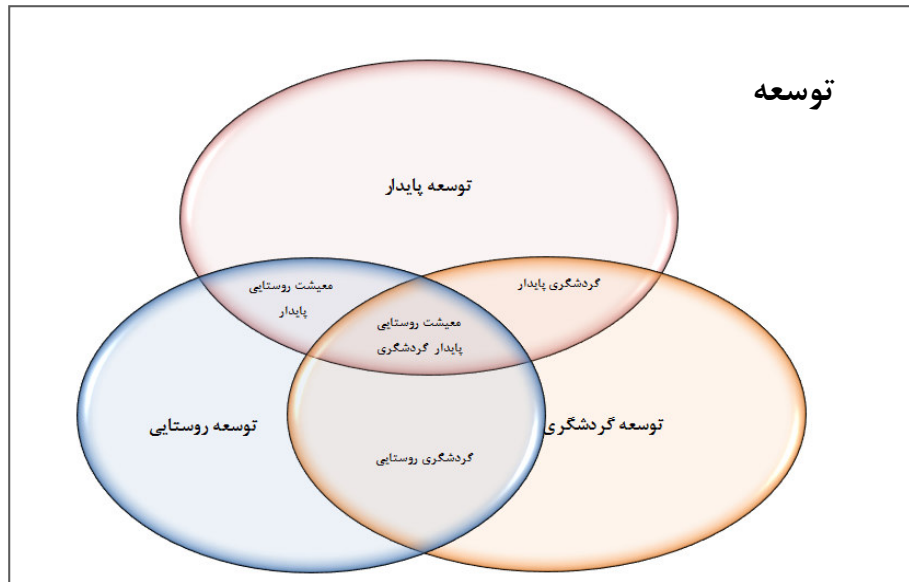 توسعه
توسعه پایدار
معیشت روستایی
پایدار
گردشگری پایدار
معیشت روستایی
پایدار گردشگری
توسعه روستایی
توسعه گردشگری
گردشگری روستایی